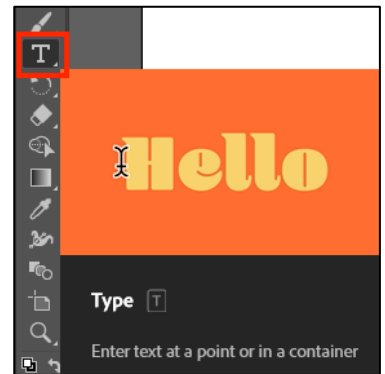 T
Hello
Type T
Enter text at a point or in a container